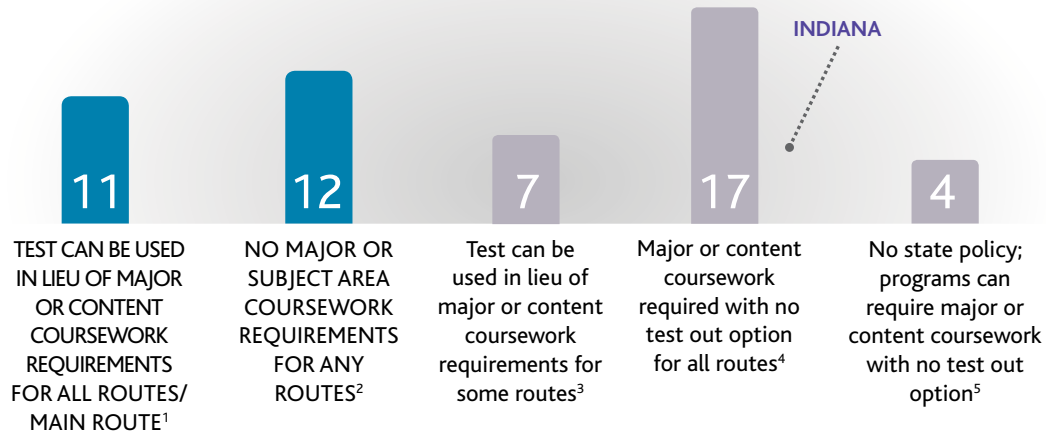 INDIANA
11
12
7
17
4
TEST CAN BE USED
IN LIEU OF MAJOR
OR CONTENT
COURSEWORK
REQUIREMENTS
FOR ALL ROUTES/
MAIN ROUTE¹
NO MAJOR OR
SUBJECT AREA
COURSEWORK
REQUIREMENTS
FOR ANY
ROUTES²
Test can be
used in lieu of
major or content
coursework
requirements for
some routes³
Major or content
coursework
required with no
test out option
for all routes⁴
No state policy;
programs can
require major or
content coursework
with no test out
option⁵